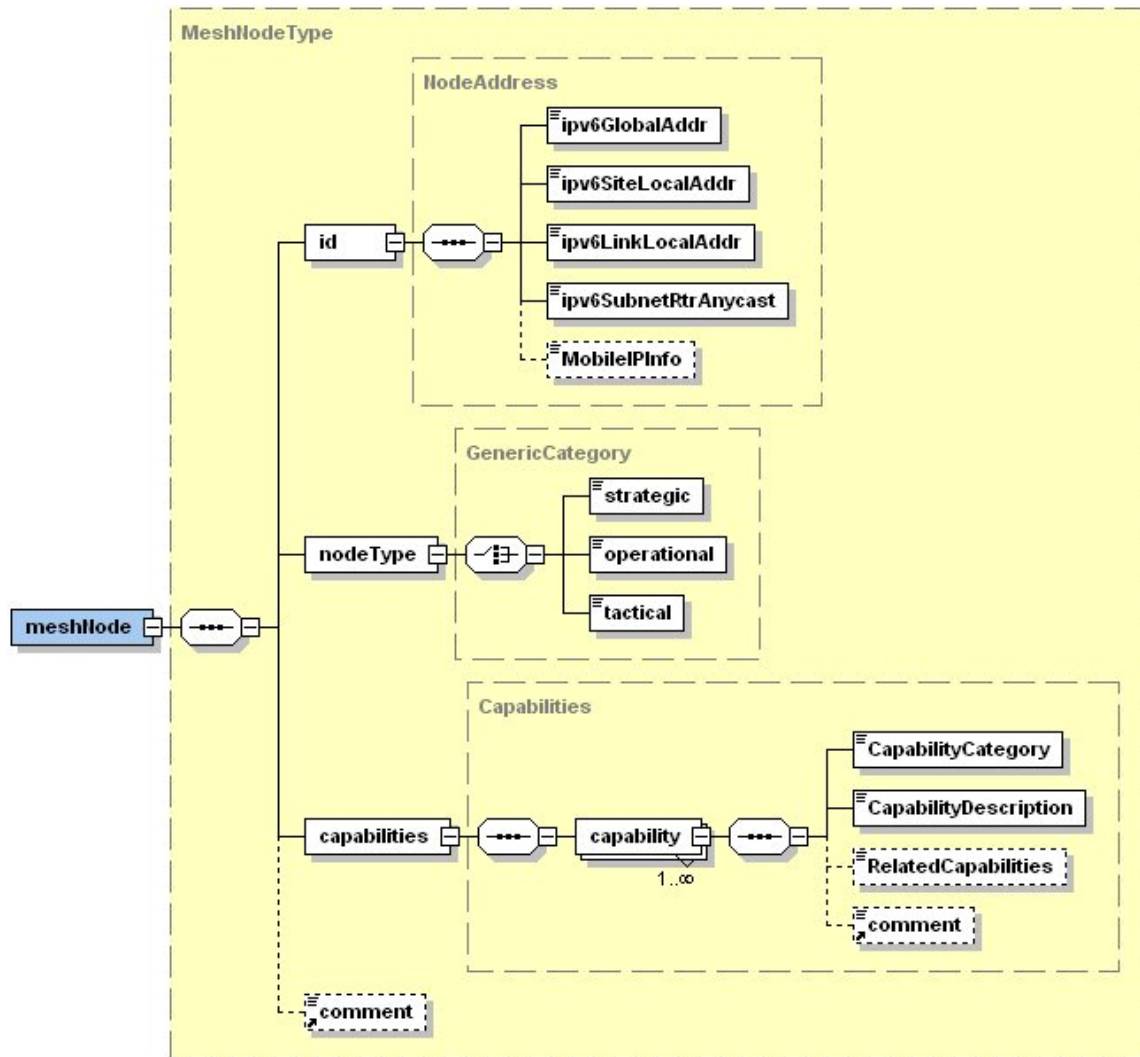 MeshNodeType
NodeAddress
ipv6GlobalAddr
ipv6SiteLocalAddr
id
ipv6LinkLocalAddr
ipv6SubnetRtrAnycast
MobileIPInfo
GenericCategory
strategic
nodeType
operational
tactical
meshNode
Capabilities
CapabilityCategory
CapabilityDescription
capabilities
capability
RelatedCapabilities
1..∞
comment
comment